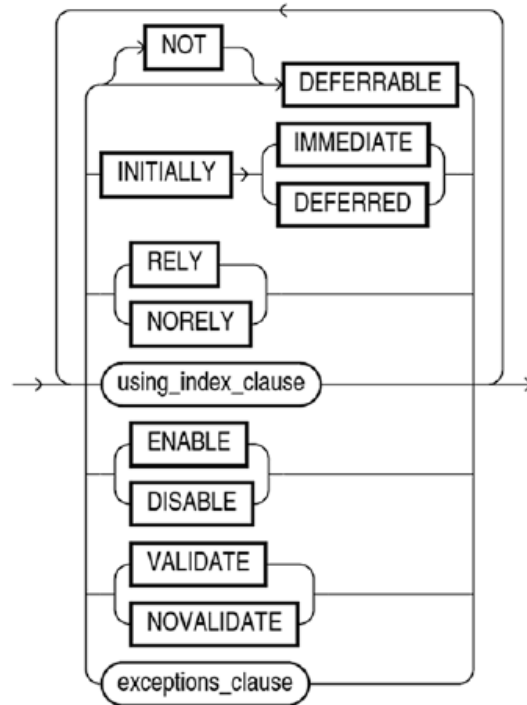 NOT
DEFERRABLE
IMMEDIATE
INITIALLY
DEFERRED
RELY
NORELY
using_index_clause
ENABLE
DISABLE
VALIDATE
NOVALIDATE
exceptions_clause